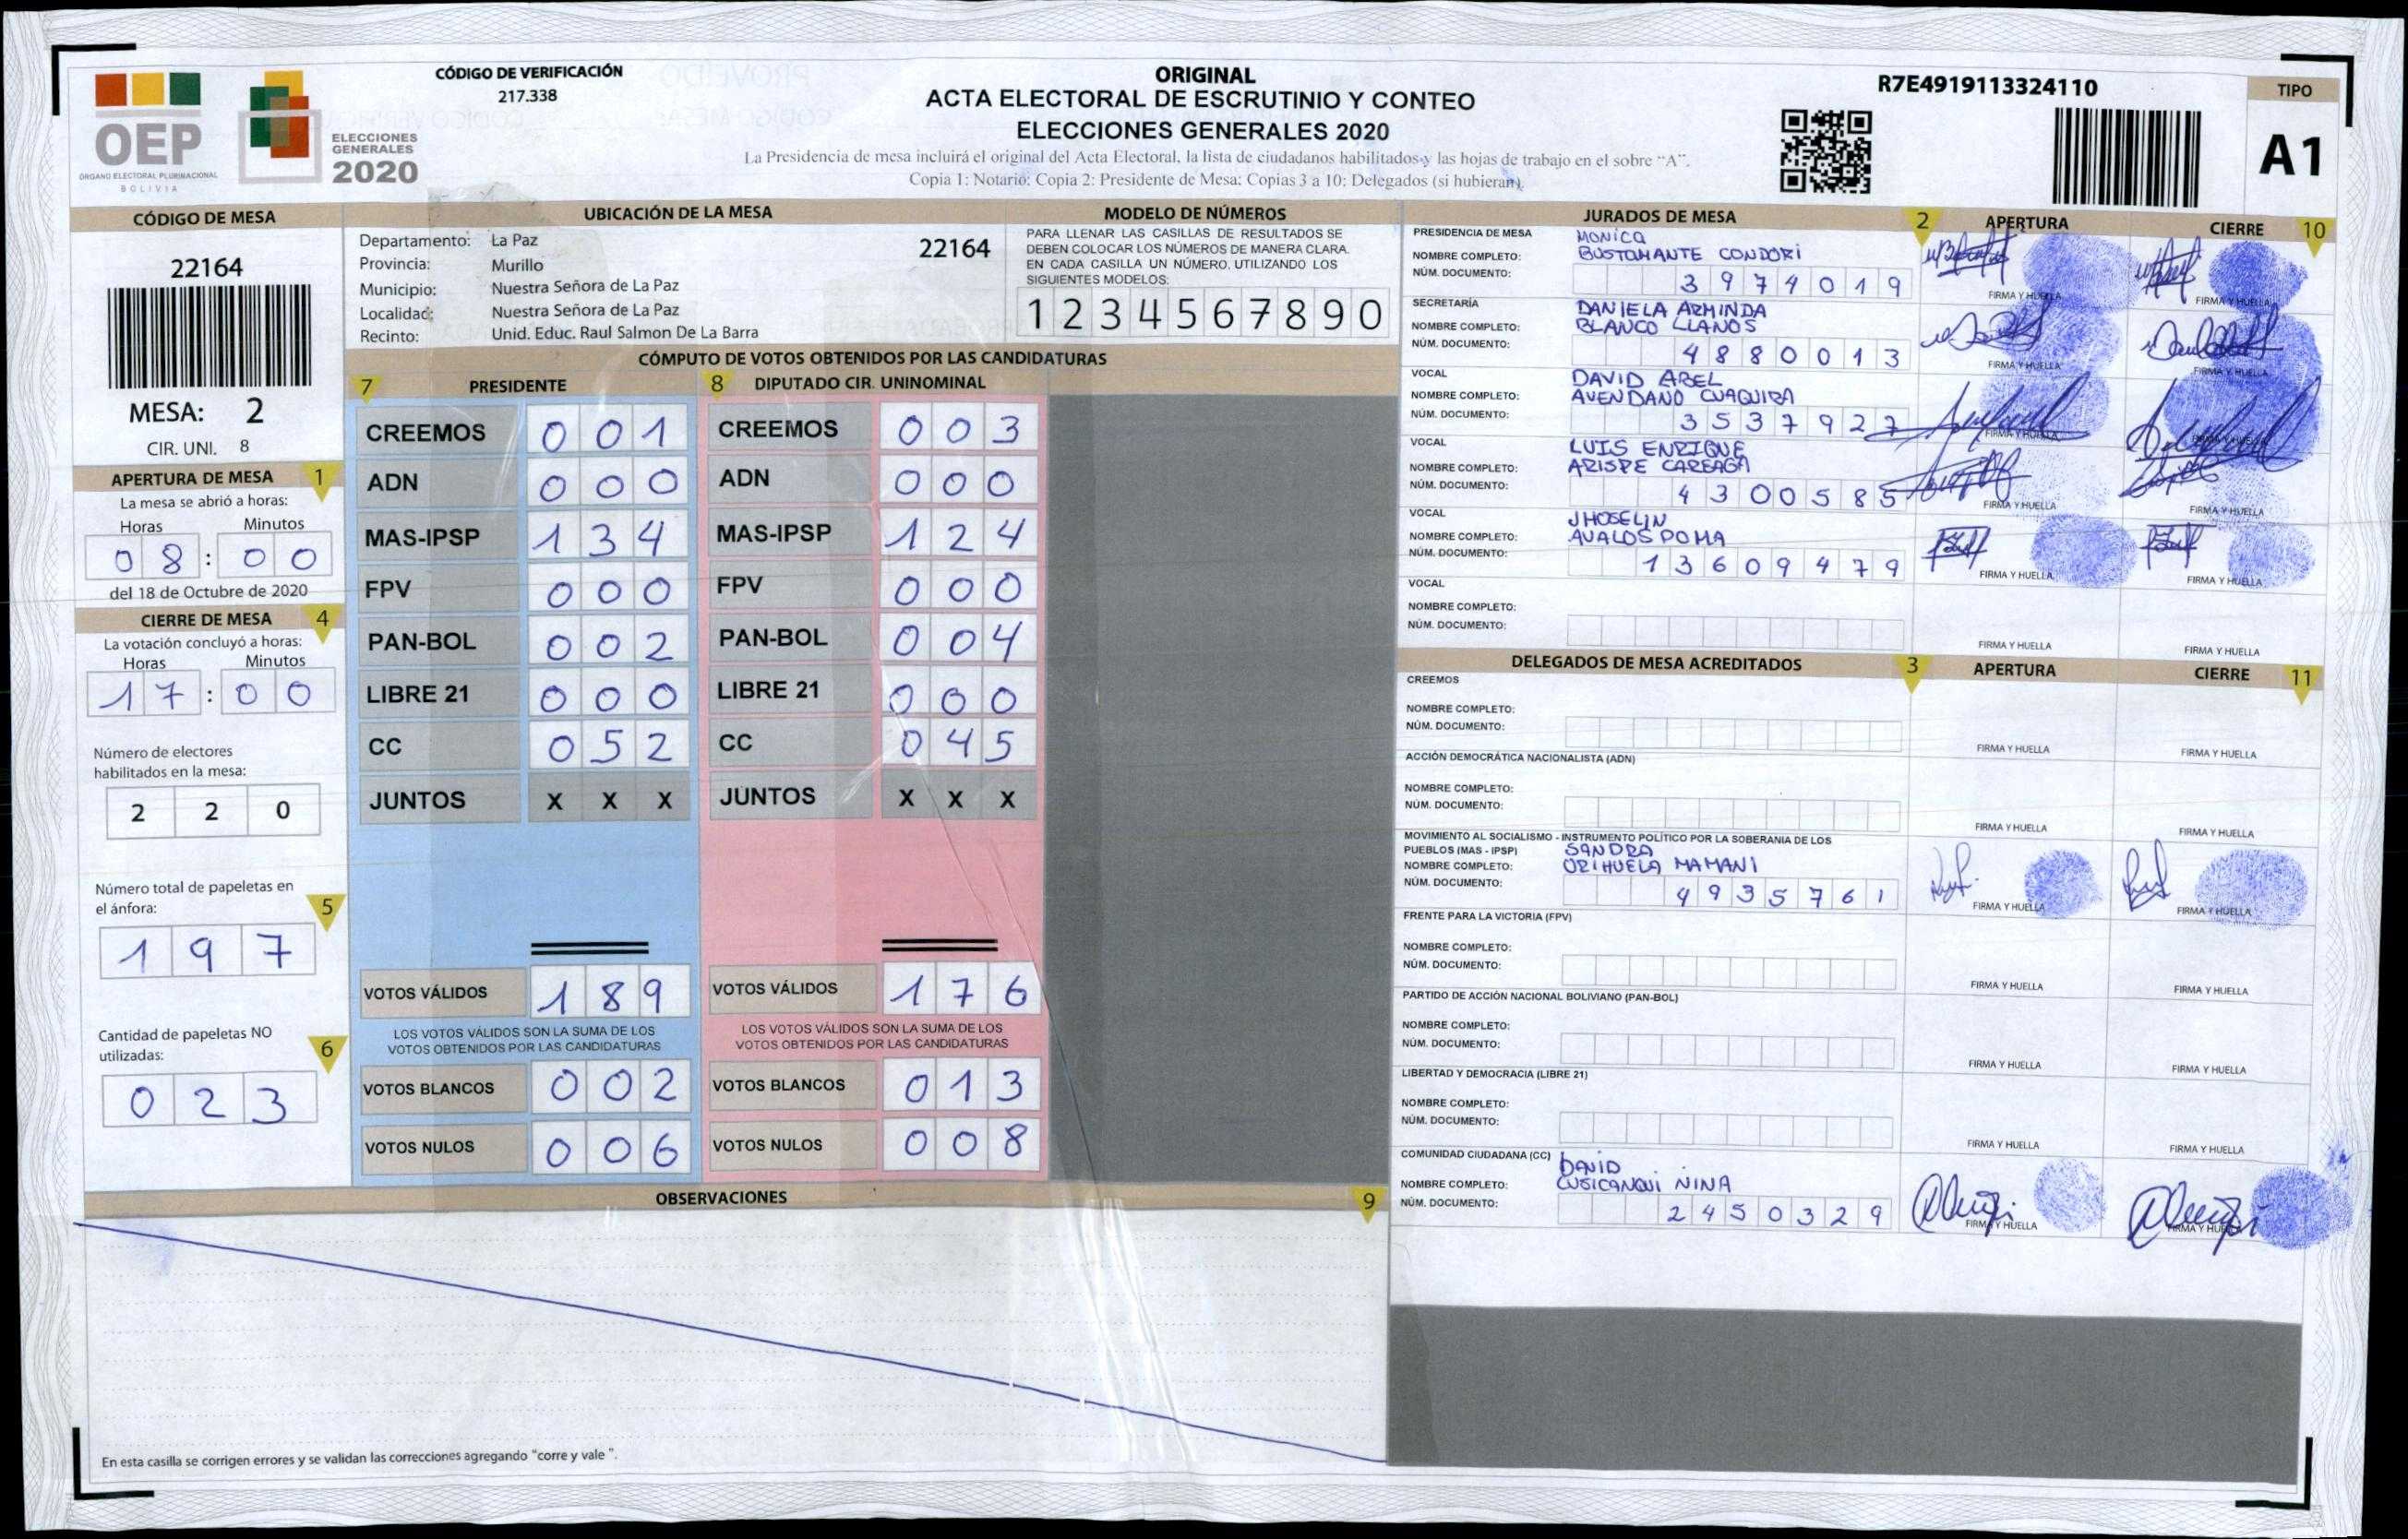 OEP
ÓRGANO ELECTORAL PLURINACIONAL
BOLIVIA
ELECCIONES
GENERALES
2020
CÓDIGO DE VERIFICACIÓN
217.338
ORIGINAL
ACTA ELECTORAL DE ESCRUTINIO Y CONTEO
ELECCIONES GENERALES 2020
La Presidencia de mesa incluirá el original del Acta Electoral, la lista de ciudadanos habilitados y las hojas de trabajo en el sobre “A”.
Copia 1: Notario; Copia 2: Presidente de Mesa; Copias 3 a 10: Delegados (si hubieran).
R7E4919113324110
TIPO
A1
CÓDIGO DE MESA
22164
MESA: 2
CIR. UNI. 8
APERTURA DE MESA 1
La mesa se abrió a horas:
Horas Minutos
0 8 : 0 0
del 18 de Octubre de 2020
CIERRE DE MESA 4
La votación concluyó a horas:
Horas Minutos
1 7 : 0 0
Número de electores
habilitados en la mesa:
2 2 0
Número total de papeletas en
el ánfora: 5
1 9 7
Cantidad de papeletas NO
utilizadas: 6
0 2 3
UBICACIÓN DE LA MESA
Departamento: La Paz 22164
Provincia: Murillo
Municipio: Nuestra Señora de La Paz
Localidad: Nuestra Señora de La Paz
Recinto: Unid. Educ. Raul Salmon De La Barra
MODELO DE NÚMEROS
PARA LLENAR LAS CASILLAS DE RESULTADOS SE
DEBEN COLOCAR LOS NÚMEROS DE MANERA CLARA.
EN CADA CASILLA UN NÚMERO. UTILIZANDO LOS
SIGUIENTES MODELOS:
1 2 3 4 5 6 7 8 9 0
CÓMPUTO DE VOTOS OBTENIDOS POR LAS CANDIDATURAS
7 PRESIDENTE
CREEMOS 0 0 1
ADN 0 0 0
MAS-IPSP 1 3 4
FPV 0 0 0
PAN-BOL 0 0 2
LIBRE 21 0 0 0
CC 0 5 2
JUNTOS X X X
VOTOS VÁLIDOS 1 8 9
LOS VOTOS VÁLIDOS SON LA SUMA DE LOS
VOTOS OBTENIDOS POR LAS CANDIDATURAS
VOTOS BLANCOS 0 0 2
VOTOS NULOS 0 0 6
8 DIPUTADO CIR. UNINOMINAL
CREEMOS 0 0 3
ADN 0 0 0
MAS-IPSP 1 2 4
FPV 0 0 0
PAN-BOL 0 0 4
LIBRE 21 0 0 0
CC 0 4 5
JUNTOS X X X
VOTOS VÁLIDOS 1 7 6
LOS VOTOS VÁLIDOS SON LA SUMA DE LOS
VOTOS OBTENIDOS POR LAS CANDIDATURAS
VOTOS BLANCOS 0 1 3
VOTOS NULOS 0 0 8
OBSERVACIONES 9
En esta casilla se corrigen errores y se validan las correcciones agregando "corre y vale ".
JURADOS DE MESA 2 APERTURA CIERRE 10
PRESIDENCIA DE MESA MONICA
NOMBRE COMPLETO: BUSTAMANTE CONDORI
NÚM. DOCUMENTO: 3 9 7 4 0 1 9
FIRMA Y HUELLA FIRMA Y HUELLA
SECRETARÍA DANIELA ARMINDA
NOMBRE COMPLETO: BLANCO LLANOS
NÚM. DOCUMENTO: 4 8 8 0 0 1 3
FIRMA Y HUELLA FIRMA Y HUELLA
VOCAL DAVID ABEL
NOMBRE COMPLETO: AVENDAÑO CUAQUIRA
NÚM. DOCUMENTO: 3 5 3 7 9 2 7
FIRMA Y HUELLA FIRMA Y HUELLA
VOCAL LUIS ENRIQUE
NOMBRE COMPLETO: ARISPE CAREAGA
NÚM. DOCUMENTO: 4 3 0 0 5 8 5
FIRMA Y HUELLA FIRMA Y HUELLA
VOCAL JHOSELIN
NOMBRE COMPLETO: AVALOS POMA
NÚM. DOCUMENTO: 1 3 6 0 9 4 7 9
FIRMA Y HUELLA FIRMA Y HUELLA
VOCAL
NOMBRE COMPLETO:
NÚM. DOCUMENTO:
FIRMA Y HUELLA FIRMA Y HUELLA
DELEGADOS DE MESA ACREDITADOS 3 APERTURA CIERRE 11
CREEMOS
NOMBRE COMPLETO:
NÚM. DOCUMENTO:
FIRMA Y HUELLA FIRMA Y HUELLA
ACCIÓN DEMOCRÁTICA NACIONALISTA (ADN)
NOMBRE COMPLETO:
NÚM. DOCUMENTO:
FIRMA Y HUELLA FIRMA Y HUELLA
MOVIMIENTO AL SOCIALISMO - INSTRUMENTO POLÍTICO POR LA SOBERANIA DE LOS
PUEBLOS (MAS - IPSP) SANDRA
NOMBRE COMPLETO: ORIHUELA MAMANI
NÚM. DOCUMENTO: 4 9 3 5 7 6 1
FIRMA Y HUELLA FIRMA Y HUELLA
FRENTE PARA LA VICTORIA (FPV)
NOMBRE COMPLETO:
NÚM. DOCUMENTO:
FIRMA Y HUELLA FIRMA Y HUELLA
PARTIDO DE ACCIÓN NACIONAL BOLIVIANO (PAN-BOL)
NOMBRE COMPLETO:
NÚM. DOCUMENTO:
FIRMA Y HUELLA FIRMA Y HUELLA
LIBERTAD Y DEMOCRACIA (LIBRE 21)
NOMBRE COMPLETO:
NÚM. DOCUMENTO:
FIRMA Y HUELLA FIRMA Y HUELLA
COMUNIDAD CIUDADANA (CC) DAVID
NOMBRE COMPLETO: CUSICANQUI NINA
NÚM. DOCUMENTO: 2 4 5 0 3 2 9
FIRMA Y HUELLA FIRMA Y HUELLA